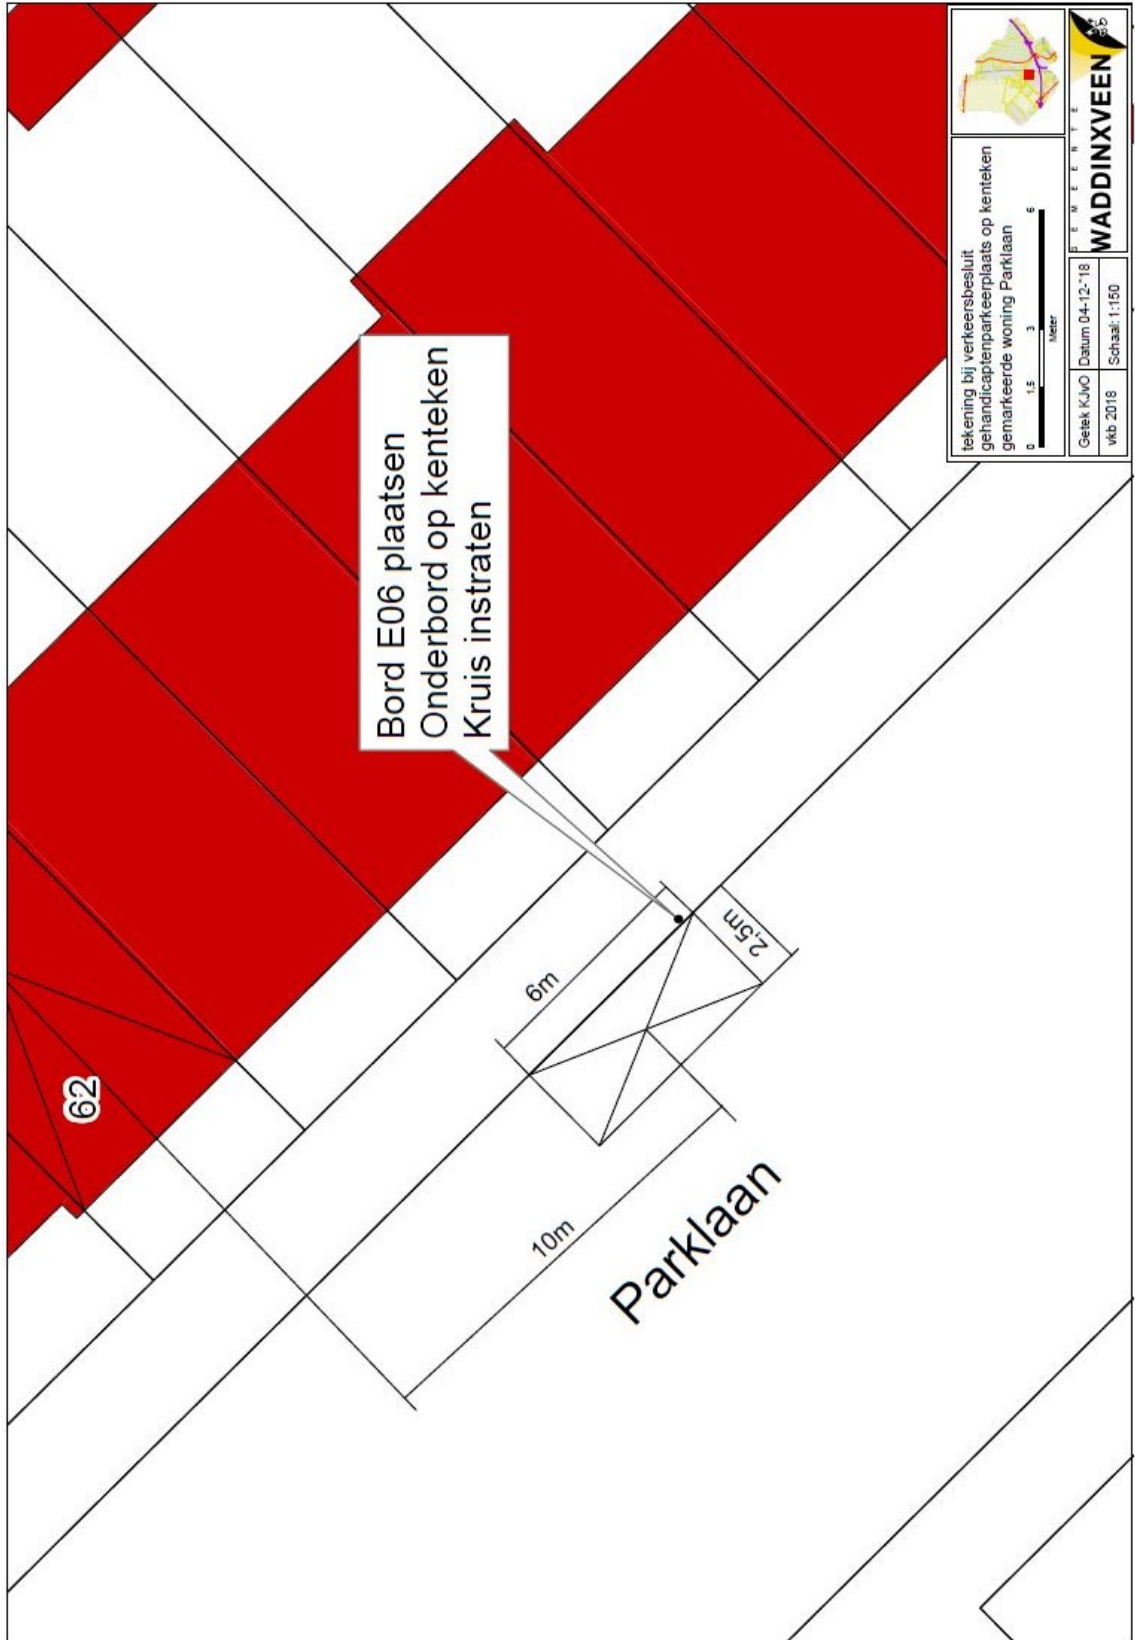 62
Bord E06 plaatsen
Onderbord op kenteken
Kruis instraten
6m
2,5m
10m
Parklaan
tekening bij verkeersbesluit
gehandicaptenparkeerplaats op kenteken
gemarkeerde woning Parklaan
0 1,5 3 6
Meter
Getek KJvO
Datum 04-12-'18
vkb 2018
Schaal: 1:150
GEMEENTE
WADDINXVEEN